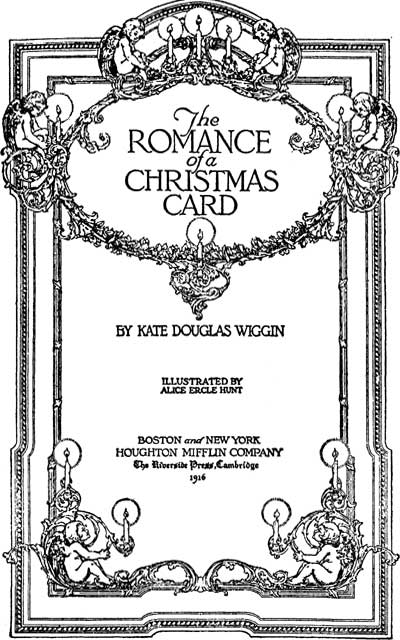 The
ROMANCE
of a
CHRISTMAS
CARD
BY KATE DOUGLAS WIGGIN
ILLUSTRATED BY
ALICE ERCLE HUNT
BOSTON and NEW YORK
HOUGHTON MIFFLIN COMPANY
The Riverside Press, Cambridge
1916